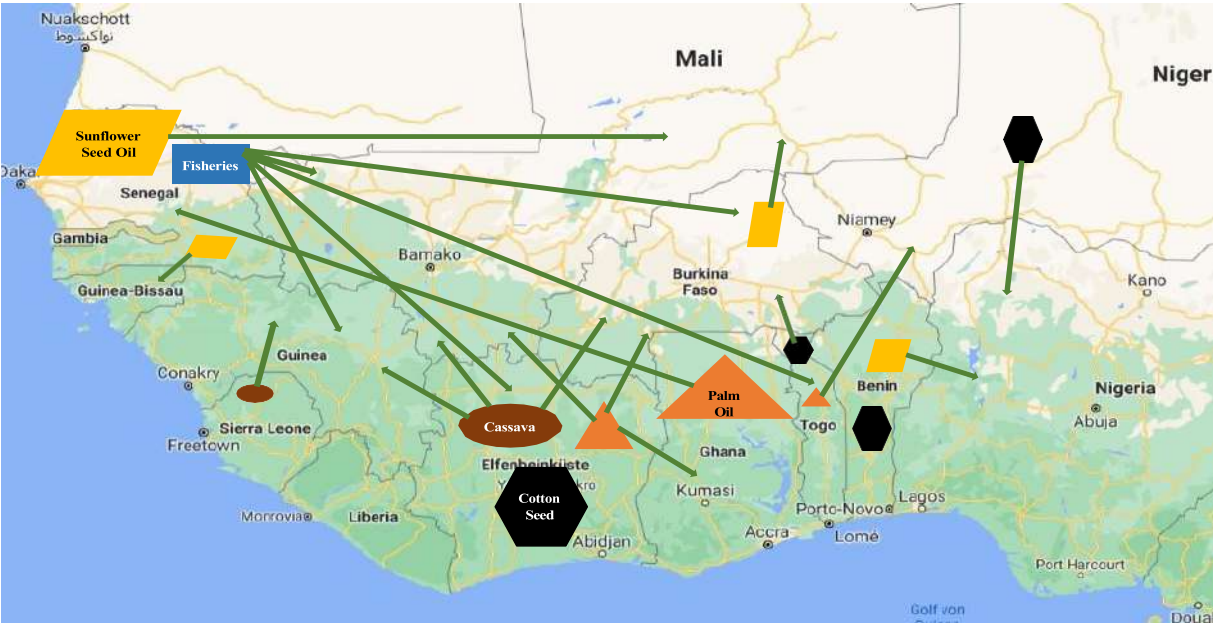 Nuakschott
نواكشوط
Mali
Niger
Sunflower
Seed Oil
Fisheries
Daka
Senegal
Gambia
Niamey
Bamako
Burkina
Faso
Kano
Guinea-Bissau
Guinea
Conakry
Benin
Nigeria
Palm
Oil
Abuja
Sierra Leone
Cassava
Togo
Freetown
Ghana
Elfenbeinküste
Kumasi
Cotton
Seed
Porto-Novo
Lagos
Monrovia
Liberia
Abidjan
Accra
Lomé
Port Harcourt
Golf von
Doua